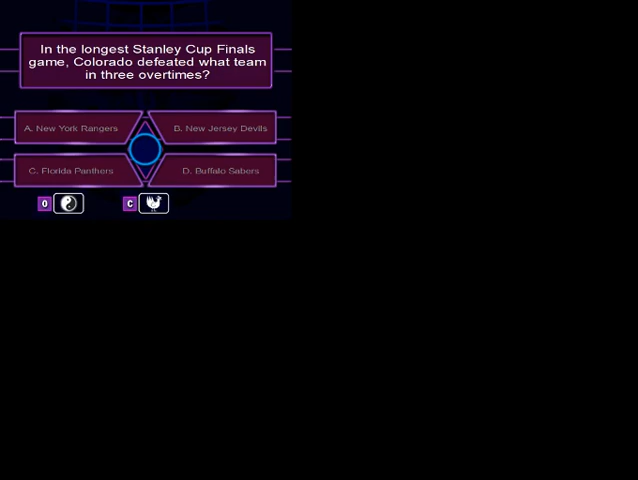 In the longest Stanley Cup Finals
game, Colorado defeated what team
in three overtimes?
A. New York Rangers
B. New Jersey Devils
C. Florida Panthers
D. Buffalo Sabers
0
C